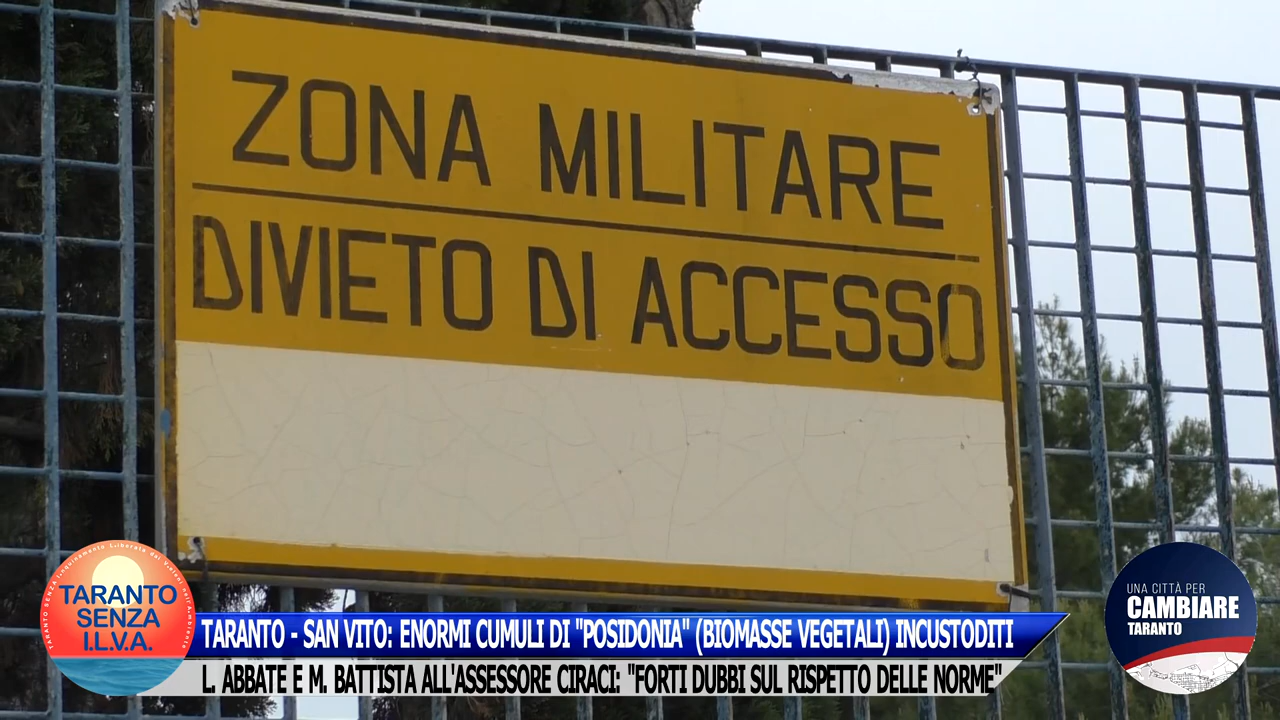 ZONA MILITARE
DIVIETO DI ACCESSO
TARANTO
SENZA
I.L.V.A.
TARANTO - SAN VITO: ENORMI CUMULI DI "POSIDONIA" (BIOMASSE VEGETALI) INCUSTODITI
L. ABBATE E M. BATTISTA ALL'ASSESSORE CIRACI: "FORTI DUBBI SUL RISPETTO DELLE NORME"
UNA CITTÀ PER
CAMBIARE
TARANTO